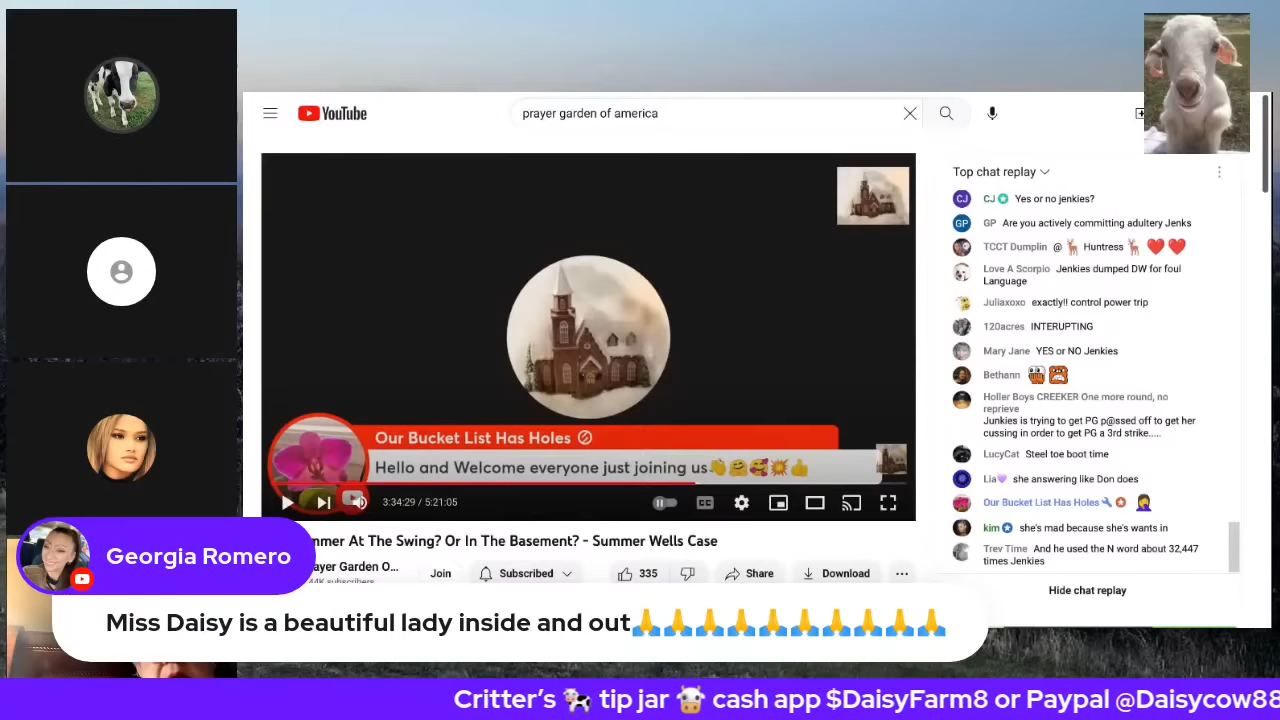 YouTube
prayer garden of america
Top chat replay
CJ Yes or no jenkies?
GP Are you actively committing adultery Jenks
TCCT Dumplin @ Huntress
Love A Scorpio Jenkies dumped DW for foul
Language
Juliaxoxo exactly!! control power trip
120acres INTERUPTING
Mary Jane YES or NO Jenkies
Bethann
Holler Boys CREEKER One more round, no
reprieve
Junkies is trying to get PG p@ssed off to get her
cussing in order to get PG a 3rd strike.....
LucyCat Steel toe boot time
Lia💜 she answering like Don does
Our Bucket List Has Holes 🔧 🤦‍♀️
kim she's mad because she's wants in
Trev Time And he used the N word about 32,447
times Jenkies
Hide chat replay
Our Bucket List Has Holes
Hello and Welcome everyone just joining us👋🤗🥰💥👍
3:34:29 / 5:21:05
CC
mmer At The Swing? Or In The Basement? - Summer Wells Case
ayer Garden O...
44K subscribers
Join
Subscribed
335
Share
Download
Georgia Romero
Miss Daisy is a beautiful lady inside and out🙏🙏🙏🙏🙏🙏🙏🙏🙏🙏
Critter's 🐄 tip jar 🐮 cash app $DaisyFarm8 or Paypal @Daisycow88